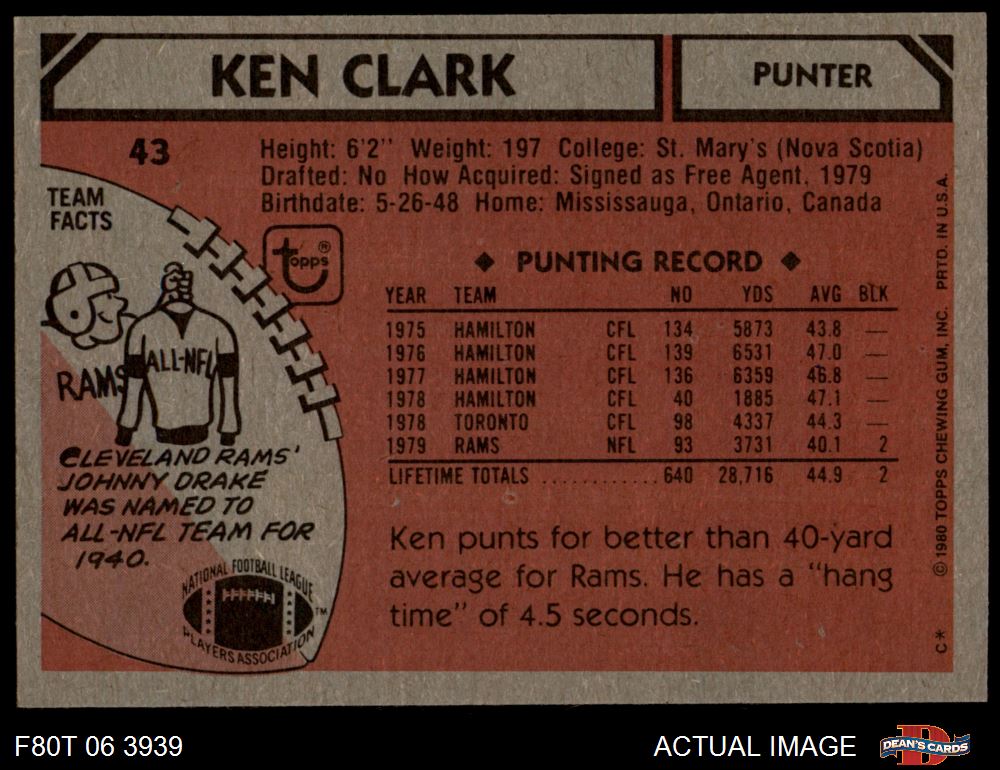 KEN CLARK
PUNTER
43
Height: 6'2'' Weight: 197 College: St. Mary's (Nova Scotia)
Drafted: No How Acquired: Signed as Free Agent, 1979
Birthdate: 5-26-48 Home: Mississauga, Ontario, Canada
TEAM
FACTS
topps®
ALL-NFL
RAMS
CLEVELAND RAMS'
JOHNNY DRAKE
WAS NAMED TO
ALL-NFL TEAM FOR
1940.
NATIONAL FOOTBALL LEAGUE
PLAYERS ASSOCIATION
™
◆ PUNTING RECORD ◆
YEAR TEAM NO YDS AVG BLK
1975 HAMILTON CFL 134 5873 43.8 —
1976 HAMILTON CFL 139 6531 47.0 —
1977 HAMILTON CFL 136 6359 46.8 —
1978 HAMILTON CFL 40 1885 47.1 —
1978 TORONTO CFL 98 4337 44.3 —
1979 RAMS NFL 93 3731 40.1 2
LIFETIME TOTALS ............ 640 28,716 44.9 2
Ken punts for better than 40-yard
average for Rams. He has a "hang
time" of 4.5 seconds.
© 1980 TOPPS CHEWING GUM, INC. PRTD. IN U.S.A.
C*
F80T 06 3939
ACTUAL IMAGE
D
DEAN'S CARDS